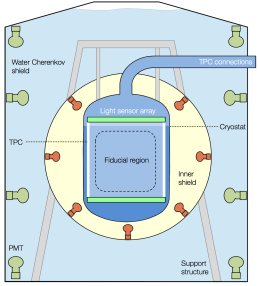 Water Cherenkov
shield
TPC connections
Light sensor array
Cryostat
TPC
Fiducial region
Inner
shield
PMT
Support
structure